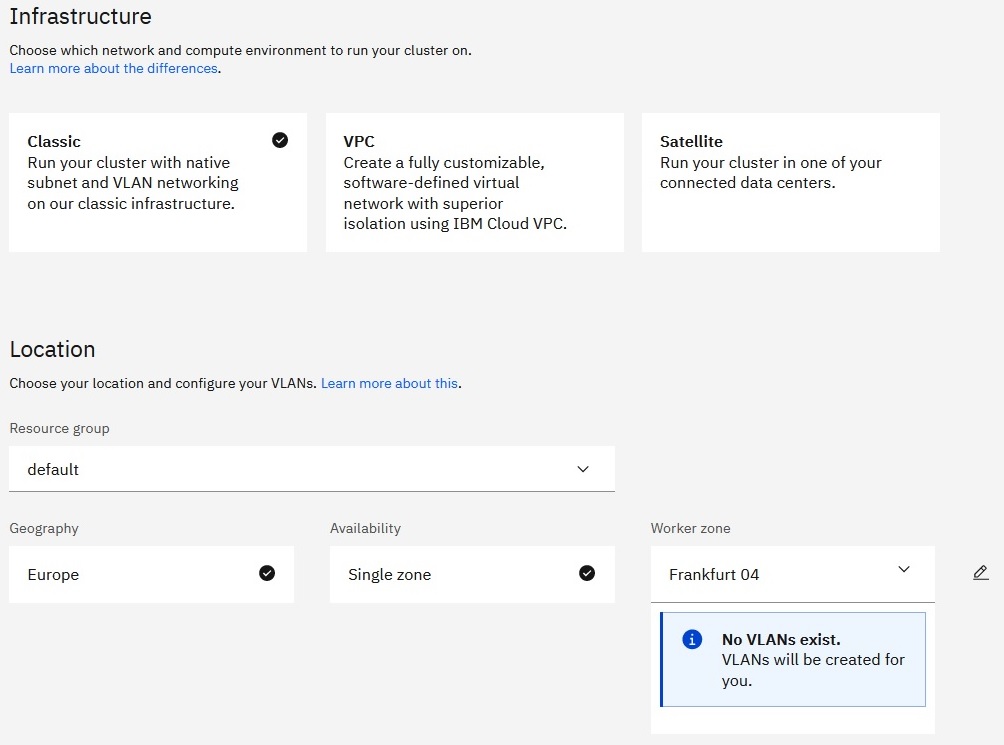 Infrastructure
Choose which network and compute environment to run your cluster on.
Learn more about the differences.
Classic
Run your cluster with native
subnet and VLAN networking
on our classic infrastructure.
VPC
Create a fully customizable,
software-defined virtual
network with superior
isolation using IBM Cloud VPC.
Satellite
Run your cluster in one of your
connected data centers.
Location
Choose your location and configure your VLANs. Learn more about this.
Resource group
default
Geography
Europe
Availability
Single zone
Worker zone
Frankfurt 04
No VLANs exist.
VLANs will be created for
you.